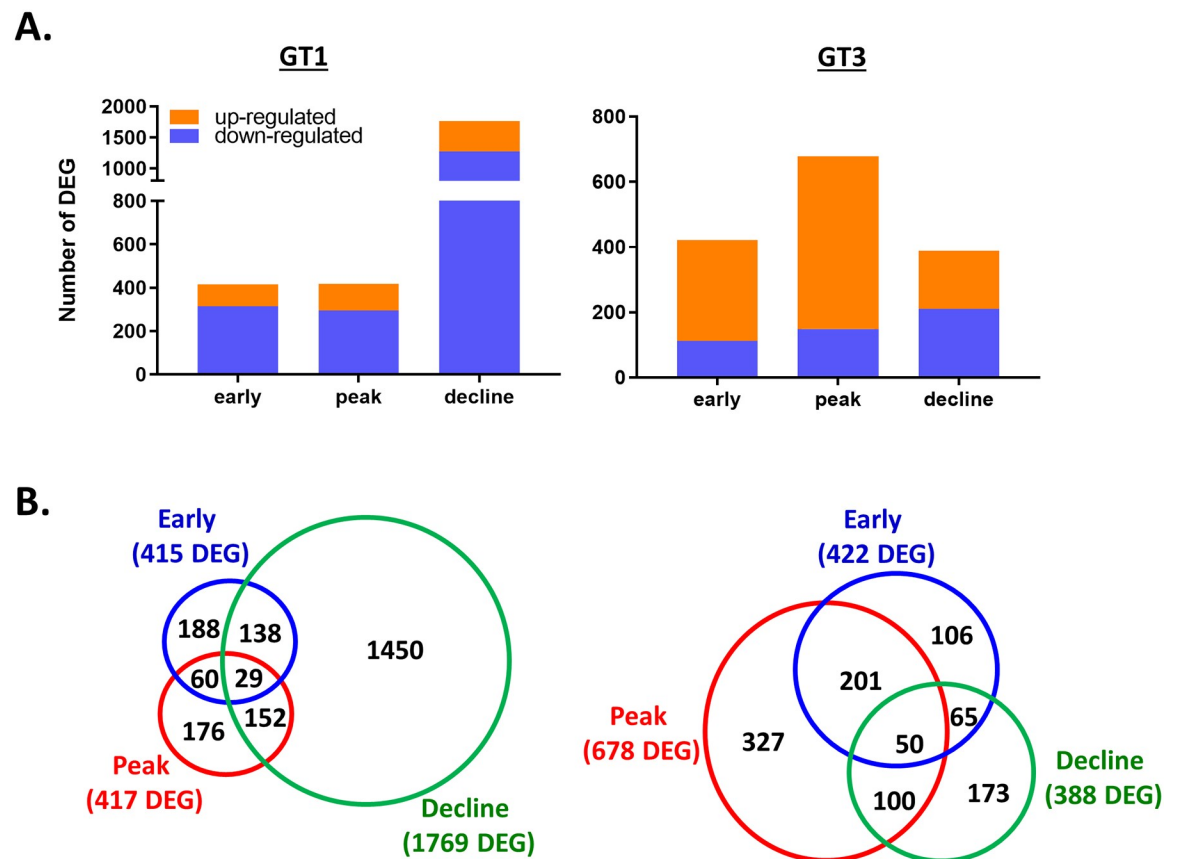 A.
GT1
GT3
up-regulated
down-regulated
Number of DEG
2000
1500
1000
800
600
400
200
0
early
peak
decline
800
600
400
200
0
early
peak
decline
B.
Early
(415 DEG)
188
138
1450
60
29
176
152
Peak
(417 DEG)
Decline
(1769 DEG)
Early
(422 DEG)
106
201
65
Peak
(678 DEG)
327
50
Decline
(388 DEG)
100
173